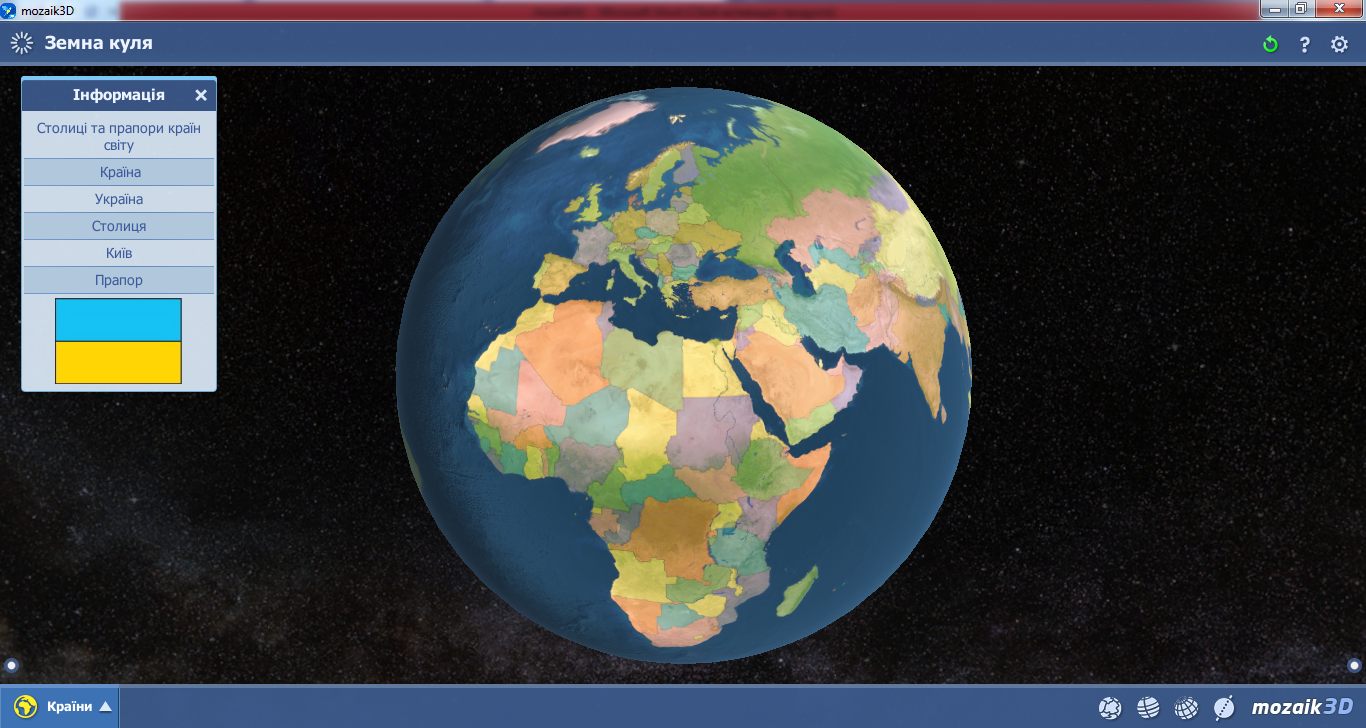 mozaik3D
Земна куля
?
Інформація
Столиці та прапори країн
світу
Країна
Україна
Столиця
Київ
Прапор
Країни
mozaik3D